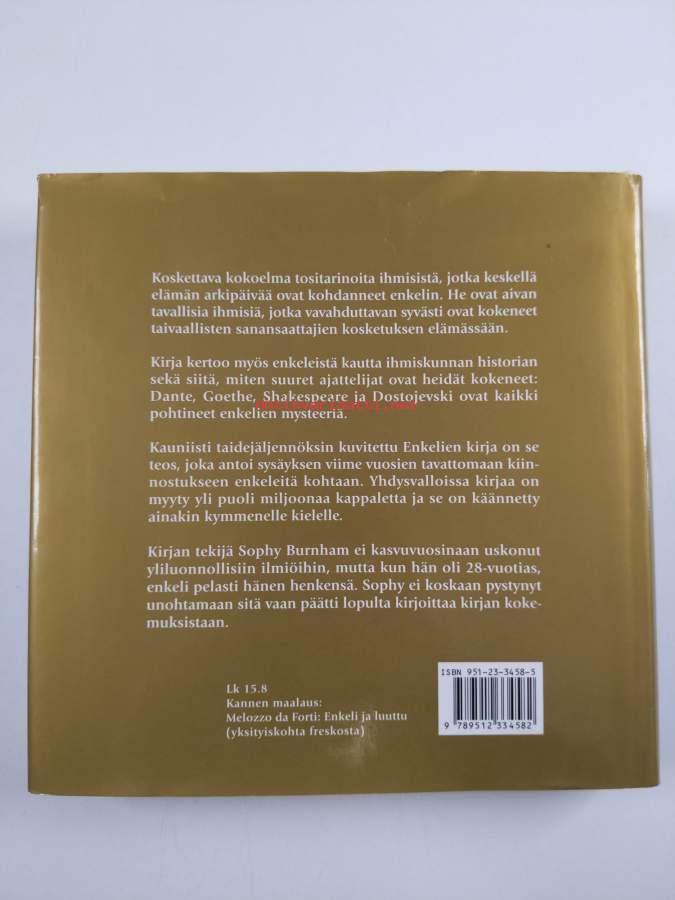 Koskettava kokoelma tositarinoita ihmisistä, jotka keskellä
elämän arkipäivää ovat kohdanneet enkelin. He ovat aivan
tavallisia ihmisiä, jotka vavahduttavan syvästi ovat kokeneet
taivaallisten sanansaattajien kosketuksen elämässään.
Kirja kertoo myös enkeleistä kautta ihmiskunnan historian
sekä siitä, miten suuret ajattelijat ovat heidät kokeneet:
Dante, Goethe, Shakespeare ja Dostojevski ovat kaikki
pohtineet enkelien mysteeriä.
Kauniisti taidejäljennöksin kuvitettu Enkelien kirja on se
teos, joka antoi sysäyksen viime vuosien tavattomaan kiin-
nostukseen enkeleitä kohtaan. Yhdysvalloissa kirjaa on
myyty yli puoli miljoonaa kappaletta ja se on käännetty
ainakin kymmenelle kielelle.
Kirjan tekijä Sophy Burnham ei kasvuvuosinaan uskonut
yliluonnollisiin ilmiöihin, mutta kun hän oli 28-vuotias,
enkeli pelasti hänen henkensä. Sophy ei koskaan pystynyt
unohtamaan sitä vaan päätti lopulta kirjoittaa kirjan koke-
muksistaan.
Lk 15.8
Kannen maalaus:
Melozzo da Forti: Enkeli ja luuttu
(yksityiskohta freskosta)
ISBN 951-23-3458-5
9 789512 334582